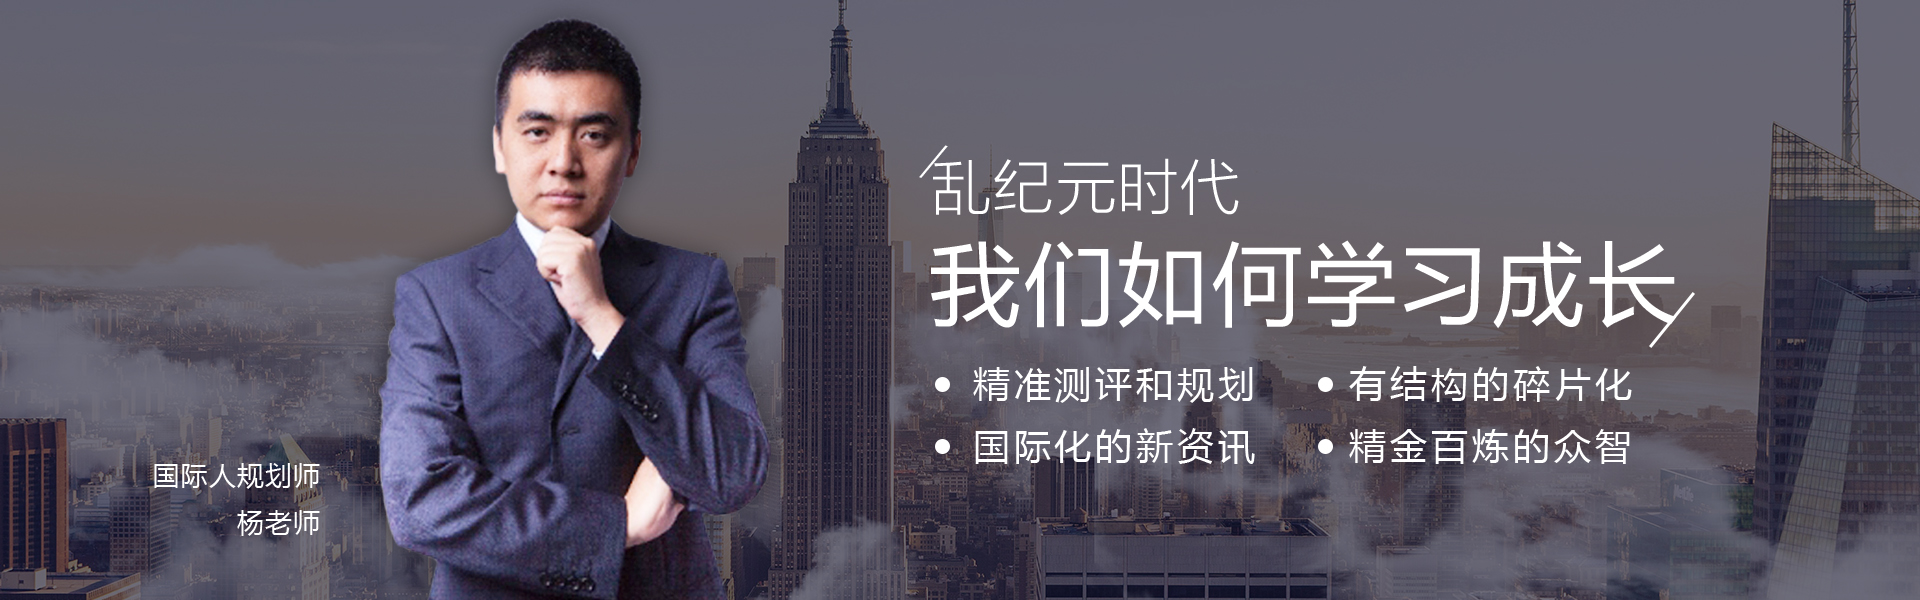 乱纪元时代
我们如何学习成长
精准测评和规划
有结构的碎片化
国际化的新资讯
精金百炼的众智
国际人规划师
杨老师